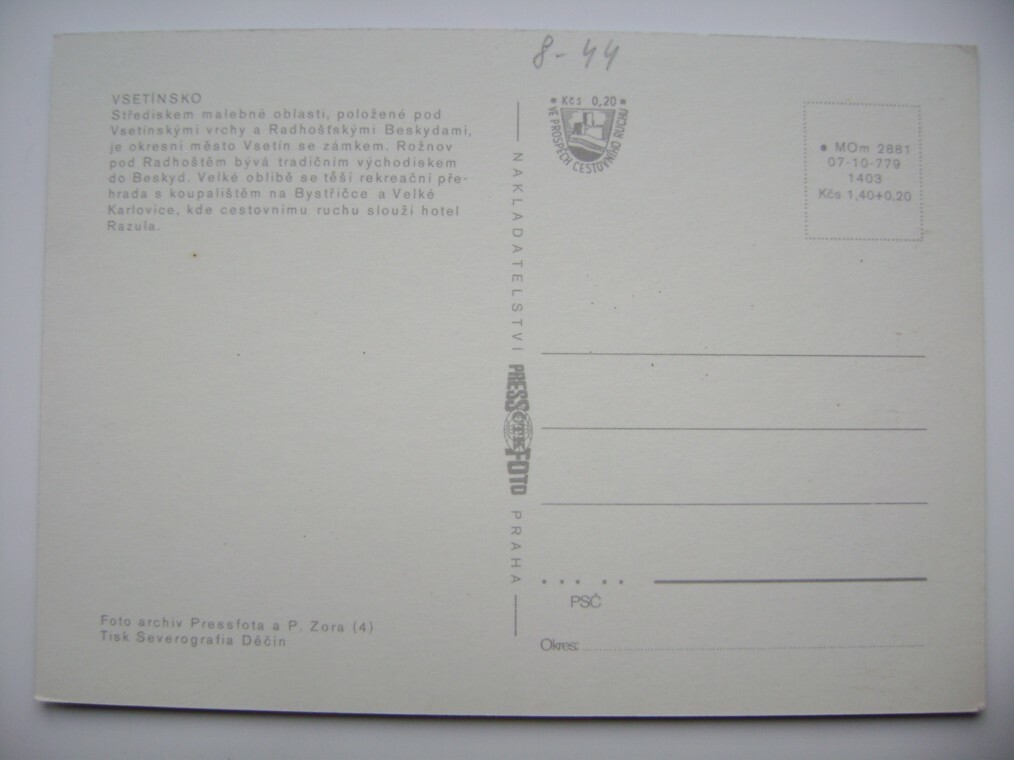 8-44
VSETÍNSKO
Střediskem malebné oblasti, položené pod
Vsetínskými vrchy a Radhošťskými Beskydami,
je okresní město Vsetín se zámkem. Rožnov
pod Radhoštěm bývá tradičním východiskem
do Beskyd. Velké oblibě se těší rekreační pře-
hrada s koupalištěm na Bystřičce a Velké
Karlovice, kde cestovnímu ruchu slouží hotel
Razula.
Foto archiv Pressfota a P. Zora (4)
Tisk Severografia Děčín
NAKLADATELSTVÍ PRESS ČTK FOTO PRAHA
• Kčs 0,20 •
VE PROSPĚCH CESTOVNÍHO RUCHU
• MOm 2881
07-10-779
1403
Kčs 1,40+0,20
PSČ
Okres: